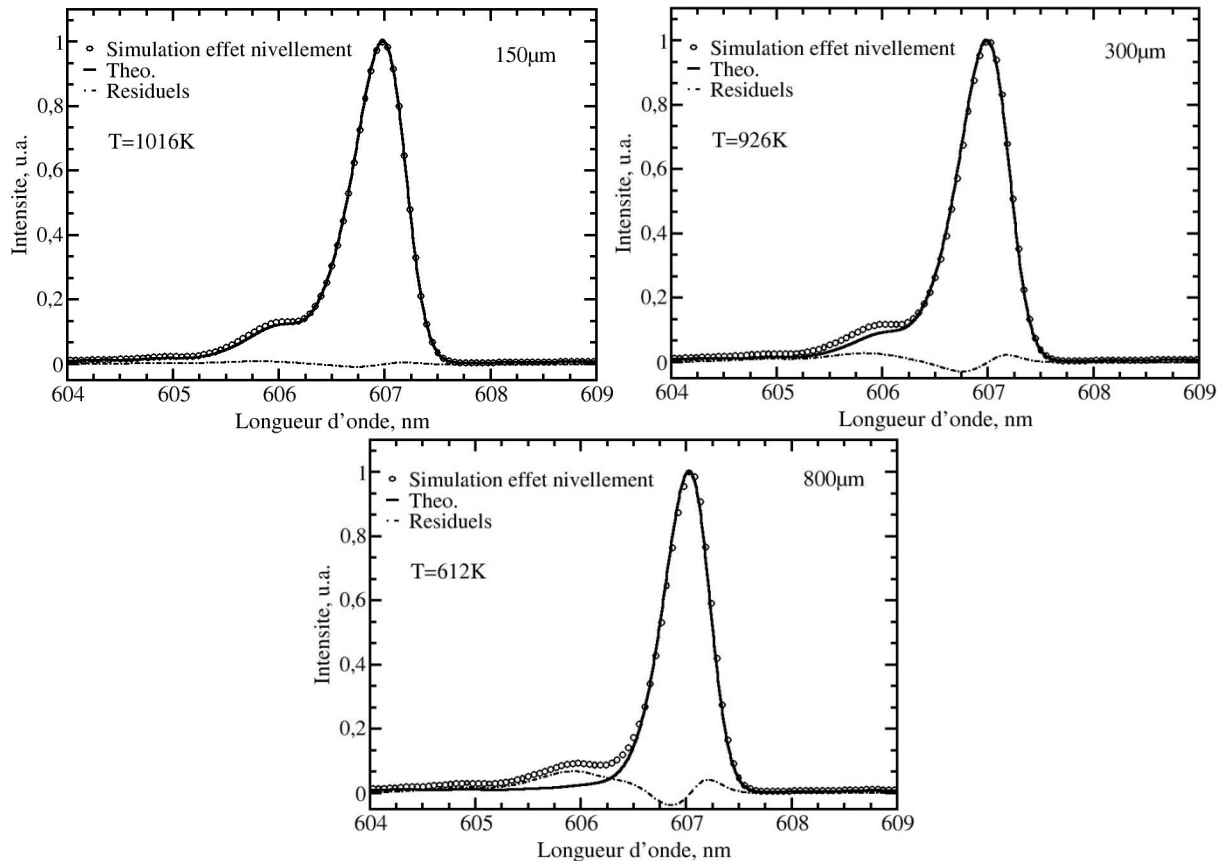 150µm
Simulation effet nivellement
Theo.
Residuels
T=1016K
Intensite, u.a.
1
0,8
0,6
0,4
0,2
0
604 605 606 607 608 609
Longueur d'onde, nm
300µm
Simulation effet nivellement
Theo.
Residuels
T=926K
Intensite, u.a.
1
0,8
0,6
0,4
0,2
0
604 605 606 607 608 609
Longueur d'onde, nm
800µm
Simulation effet nivellement
Theo.
Residuels
T=612K
Intensite, u.a.
1
0,8
0,6
0,4
0,2
0
604 605 606 607 608 609
Longueur d'onde, nm